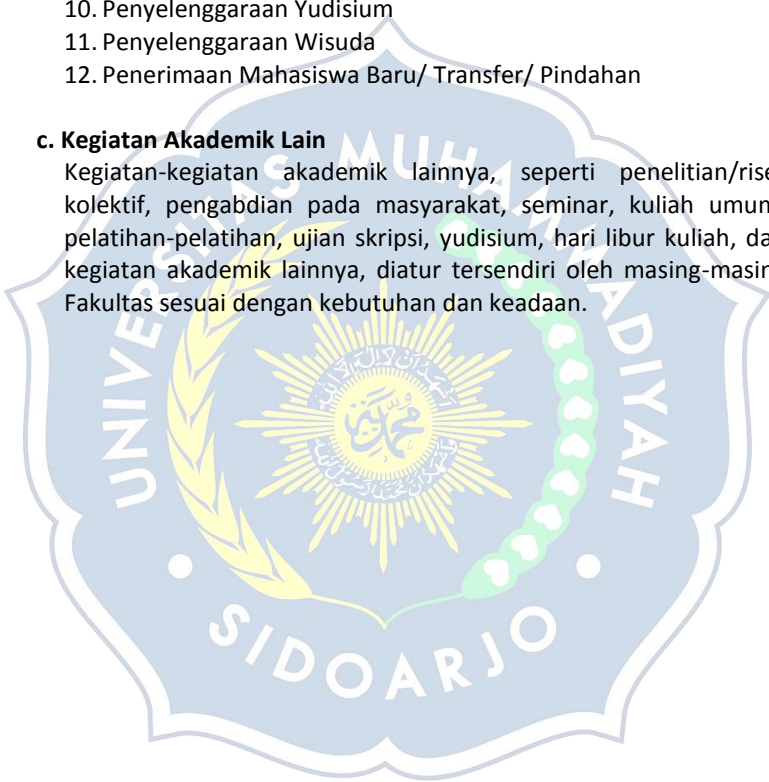 10. Penyelenggaraan Yudisium
11. Penyelenggaraan Wisuda
12. Penerimaan Mahasiswa Baru/ Transfer/ Pindahan
c. Kegiatan Akademik Lain
Kegiatan-kegiatan akademik lainnya, seperti penelitian/rise
kolektif, pengabdian pada masyarakat, seminar, kuliah umum
pelatihan-pelatihan, ujian skripsi, yudisium, hari libur kuliah, da
kegiatan akademik lainnya, diatur tersendiri oleh masing-masin
Fakultas sesuai dengan kebutuhan dan keadaan.
UNIVERSITAS MUHAMMADIYAH
SIDOARJO